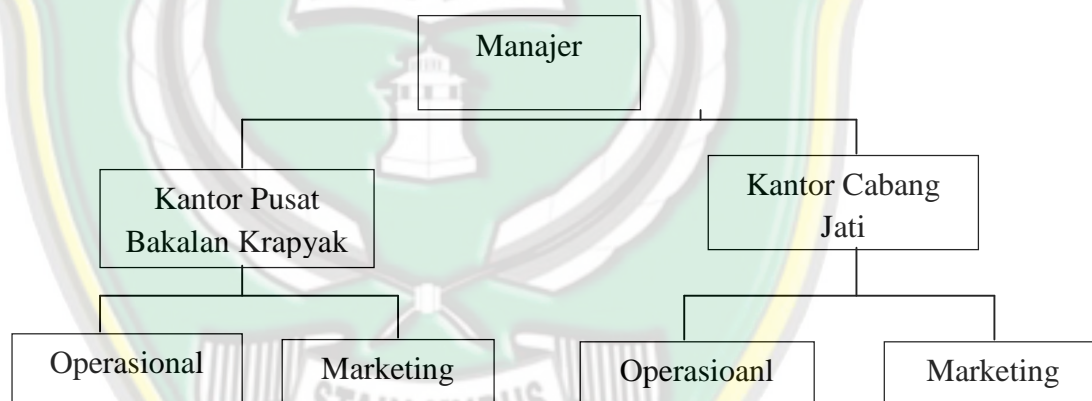 Manajer
Kantor Pusat
Bakalan Krapyak
Kantor Cabang
Jati
Operasional
Marketing
Operasioanl
Marketing